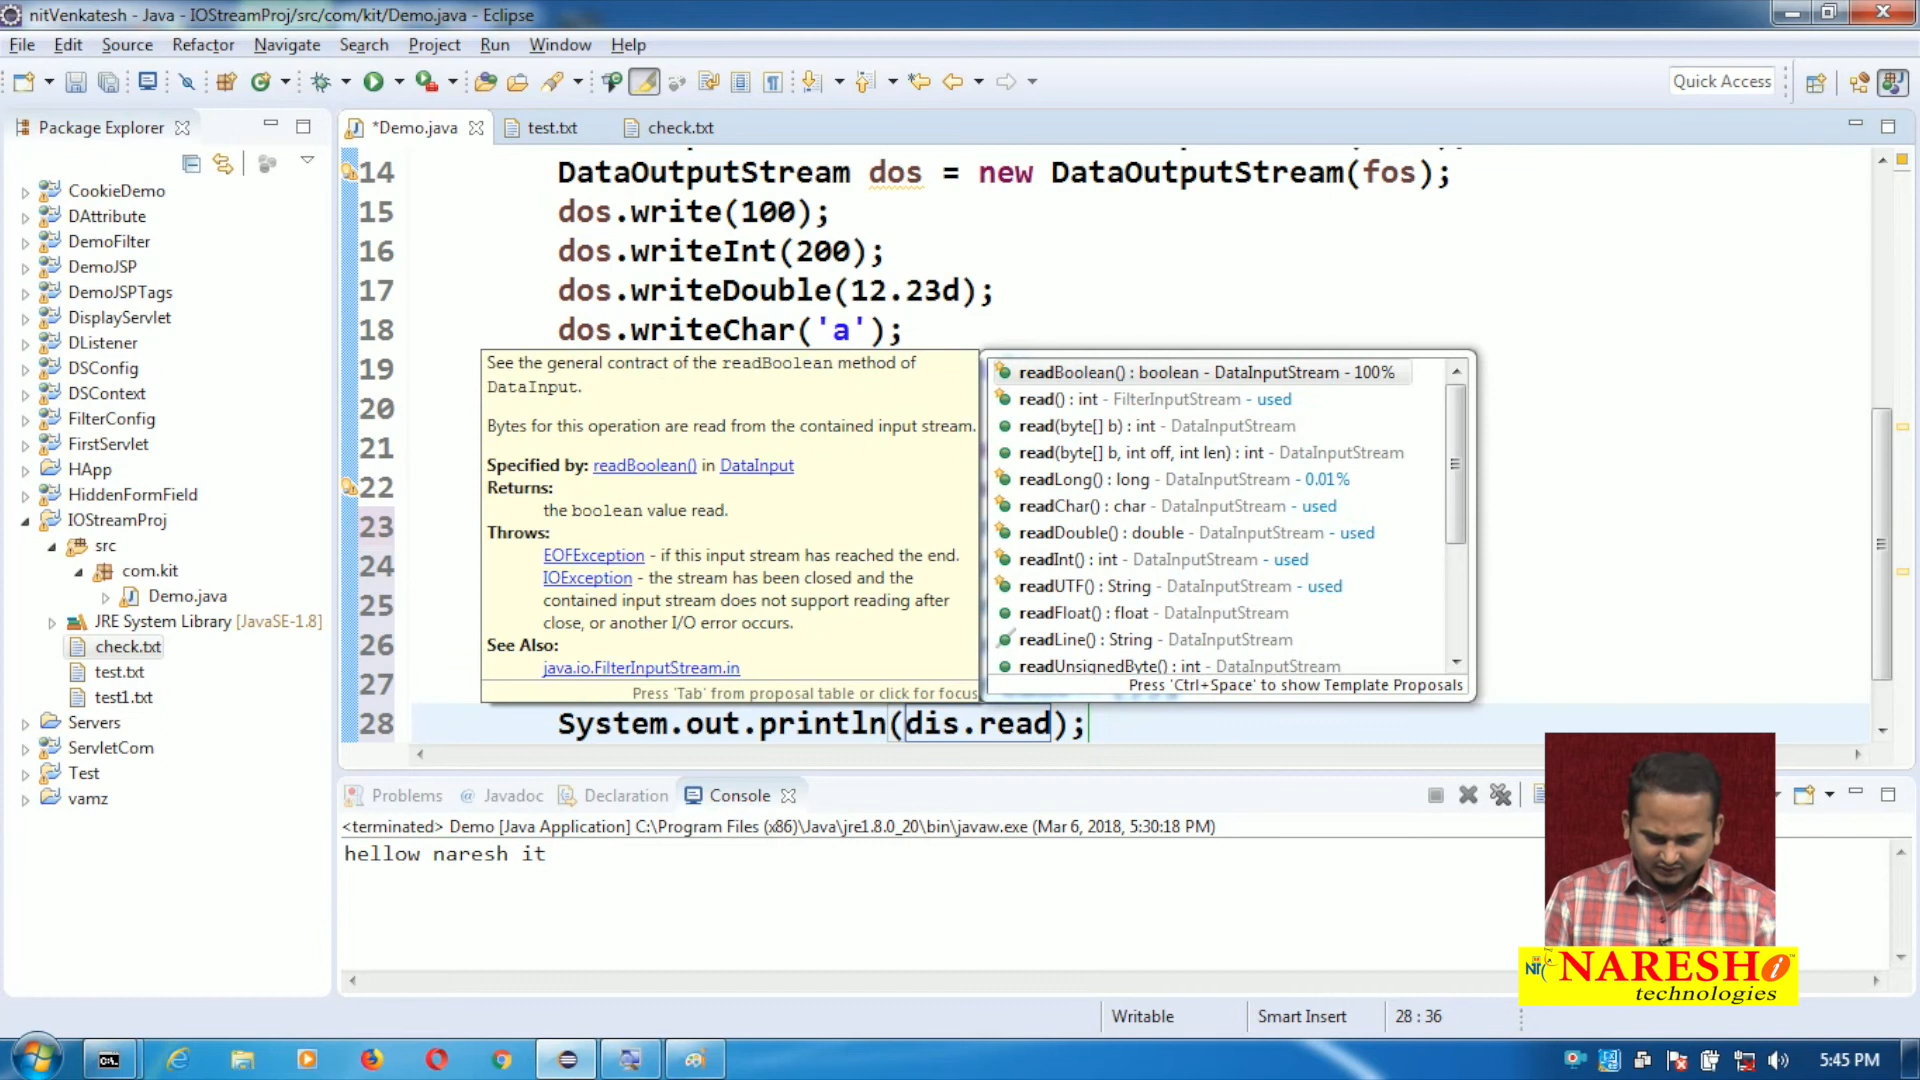 nitVenkatesh - Java - IOStreamProj/src/com/kit/Demo.java - Eclipse
File Edit Source Refactor Navigate Search Project Run Window Help
Quick Access
Package Explorer
*Demo.java
test.txt
check.txt
CookieDemo
DAttribute
DemoFilter
DemoJSP
DemoJSPTags
DisplayServlet
DListener
DSConfig
DSContext
FilterConfig
FirstServlet
HApp
HiddenFormField
IOStreamProj
src
com.kit
Demo.java
JRE System Library [JavaSE-1.8]
check.txt
test.txt
test1.txt
Servers
ServletCom
Test
vamz
14 DataOutputStream dos = new DataOutputStream(fos);
15 dos.write(100);
16 dos.writeInt(200);
17 dos.writeDouble(12.23d);
18 dos.writeChar('a');
19
20
21
22
23
24
25
26
27
28 System.out.println(dis.read);
See the general contract of the readBoolean method of
DataInput.
Bytes for this operation are read from the contained input stream.
Specified by: readBoolean() in DataInput
Returns:
the boolean value read.
Throws:
EOFException - if this input stream has reached the end.
IOException - the stream has been closed and the
contained input stream does not support reading after
close, or another I/O error occurs.
See Also:
java.io.FilterInputStream.in
Press 'Tab' from proposal table or click for focus
readBoolean() : boolean - DataInputStream - 100%
read() : int - FilterInputStream - used
read(byte[] b) : int - DataInputStream
read(byte[] b, int off, int len) : int - DataInputStream
readLong() : long - DataInputStream - 0.01%
readChar() : char - DataInputStream - used
readDouble() : double - DataInputStream - used
readInt() : int - DataInputStream - used
readUTF() : String - DataInputStream - used
readFloat() : float - DataInputStream
readLine() : String - DataInputStream
readUnsignedByte() : int - DataInputStream
Press 'Ctrl+Space' to show Template Proposals
Problems @ Javadoc Declaration Console
<terminated> Demo [Java Application] C:\Program Files (x86)\Java\jre1.8.0_20\bin\javaw.exe (Mar 6, 2018, 5:30:18 PM)
hellow naresh it
NARESH i
technologies
Writable
Smart Insert
28 : 36
5:45 PM